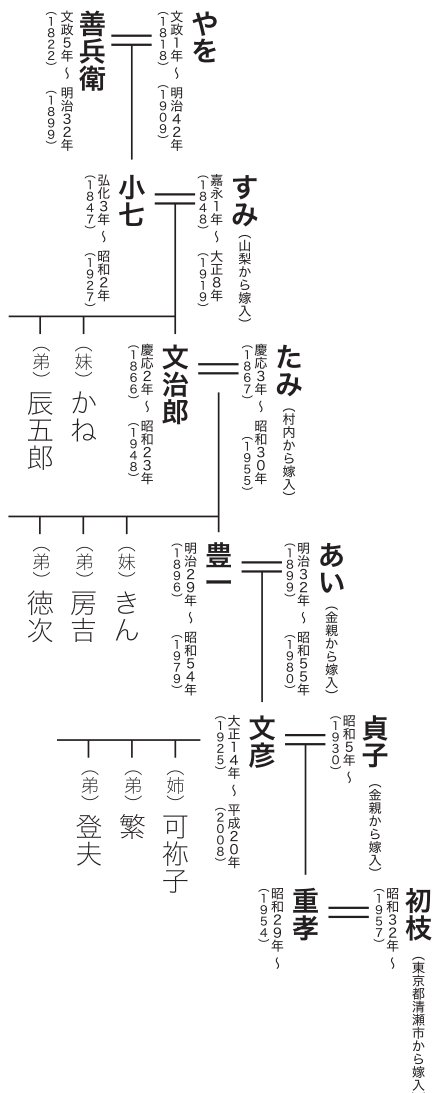 やを
文政1年〜明治42年
(1818) (1909)
善兵衛
文政5年〜明治32年
(1822) (1899)
すみ
(山梨から嫁入)
嘉永1年〜大正8年
(1848) (1919)
小七
弘化3年〜昭和2年
(1847) (1927)
たみ
(村内から嫁入)
慶応3年〜昭和30年
(1867) (1955)
文治郎
慶応2年〜昭和23年
(1866) (1948)
(妹)かね
(弟)辰五郎
あい
(金親から嫁入)
明治32年〜昭和55年
(1899) (1980)
豊一
明治29年〜昭和54年
(1896) (1979)
(妹)きん
(弟)房吉
(弟)徳次
貞子
(金親から嫁入)
昭和5年〜
(1930)
文彦
大正14年〜平成20年
(1925) (2008)
(姉)可祢子
(弟)繁
(弟)登夫
初枝
(東京都清瀬市から嫁入
昭和32年〜
(1957)
重孝
昭和29年〜
(1954)